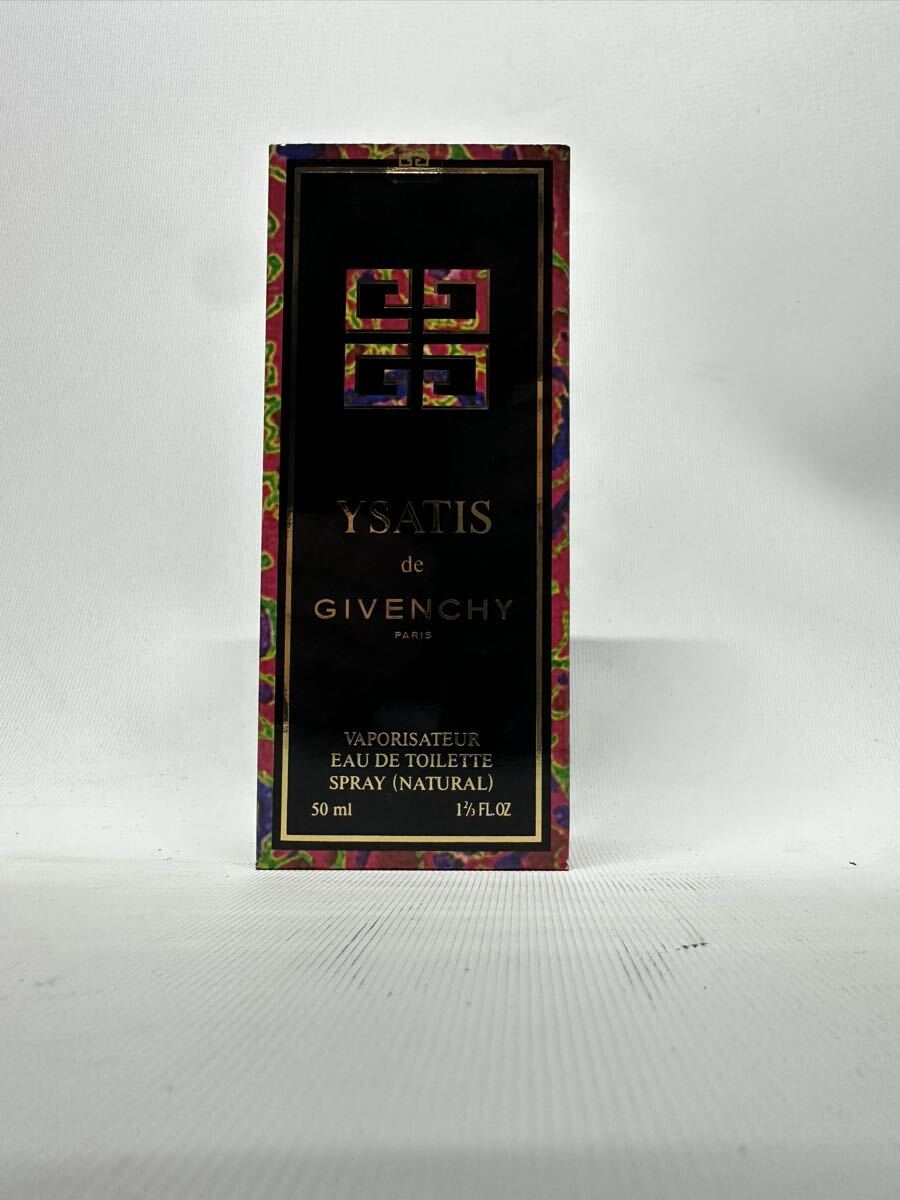 YSATIS
de
GIVENCHY
PARIS
VAPORISATEUR
EAU DE TOILETTE
SPRAY (NATURAL)
50 ml 1⅔ FL.OZ